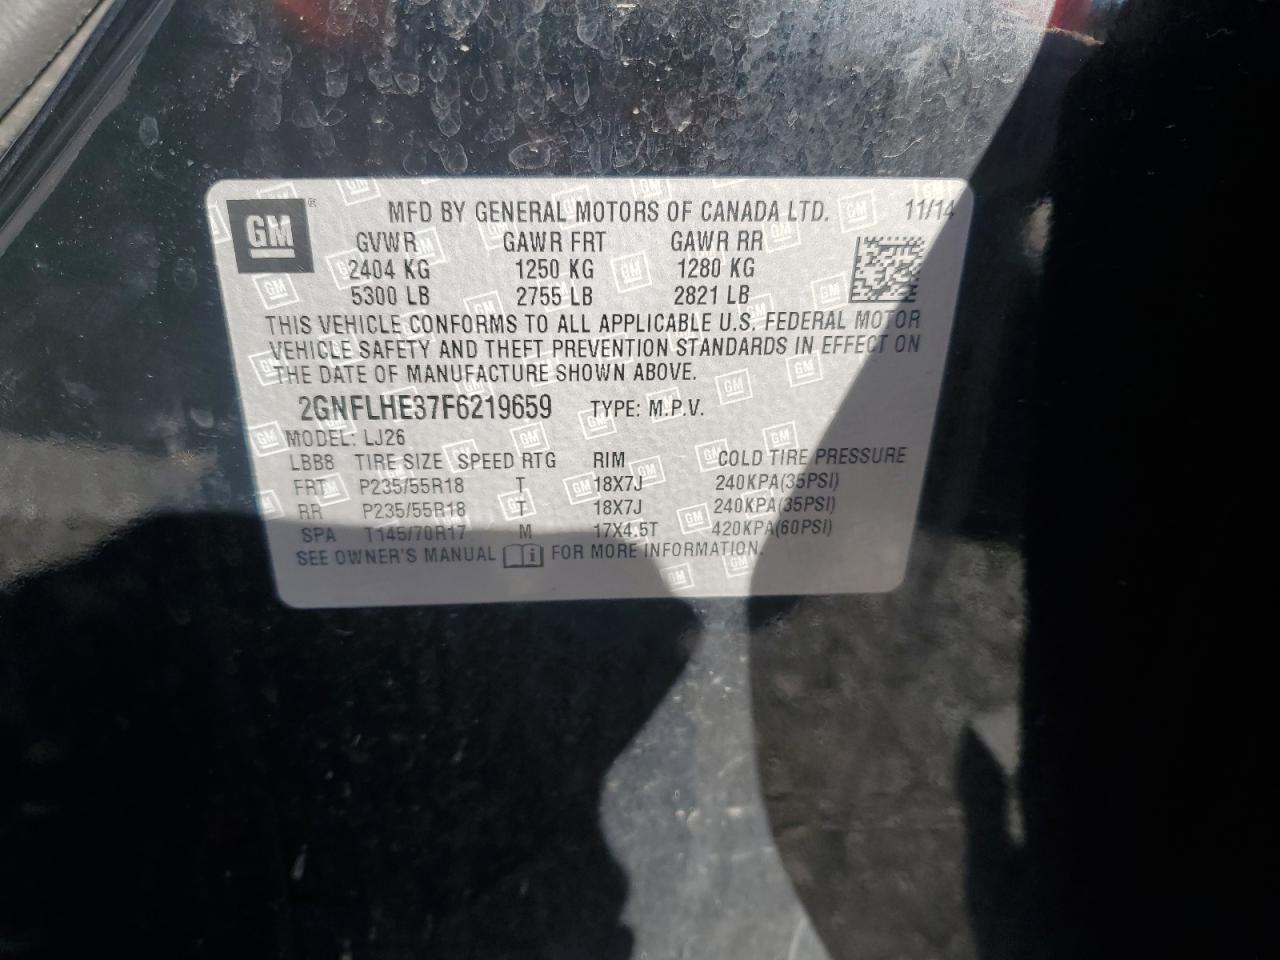 GM ® MFD BY GENERAL MOTORS OF CANADA LTD. 11/14
GVWR GAWR FRT GAWR RR
2404 KG 1250 KG 1280 KG
5300 LB 2755 LB 2821 LB
THIS VEHICLE CONFORMS TO ALL APPLICABLE U.S. FEDERAL MOTOR
VEHICLE SAFETY AND THEFT PREVENTION STANDARDS IN EFFECT ON
THE DATE OF MANUFACTURE SHOWN ABOVE.
2GNFLHE37F6219659 TYPE: M.P.V.
MODEL: LJ26
LBB8 TIRE SIZE SPEED RTG RIM COLD TIRE PRESSURE
FRT P235/55R18 T 18X7J 240KPA(35PSI)
RR P235/55R18 T 18X7J 240KPA(35PSI)
SPA T145/70R17 M 17X4.5T 420KPA(60PSI)
SEE OWNER'S MANUAL i FOR MORE INFORMATION.